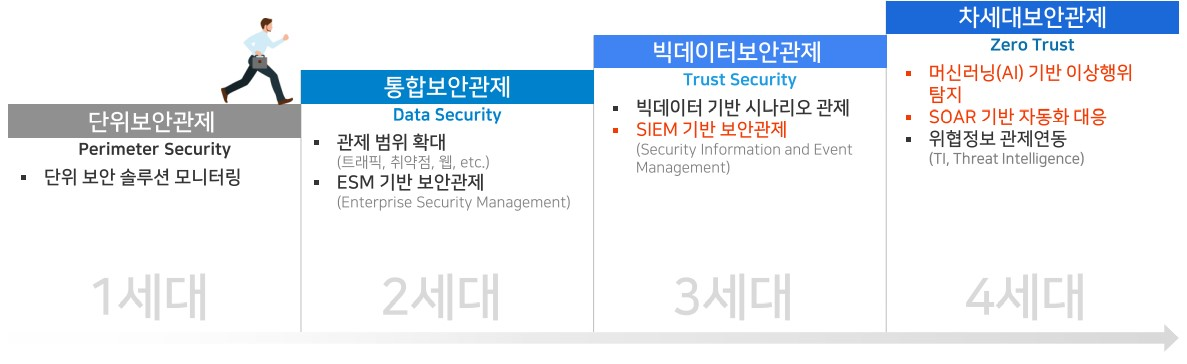 단위보안관제
Perimeter Security
▪ 단위 보안 솔루션 모니터링
1세대
통합보안관제
Data Security
▪ 관제 범위 확대
(트래픽, 취약점, 웹, etc.)
▪ ESM 기반 보안관제
(Enterprise Security Management)
2세대
빅데이터보안관제
Trust Security
▪ 빅데이터 기반 시나리오 관제
▪ SIEM 기반 보안관제
(Security Information and Event
Management)
3세대
차세대보안관제
Zero Trust
▪ 머신러닝(AI) 기반 이상행위
탐지
▪ SOAR 기반 자동화 대응
▪ 위협정보 관제연동
(TI, Threat Intelligence)
4세대